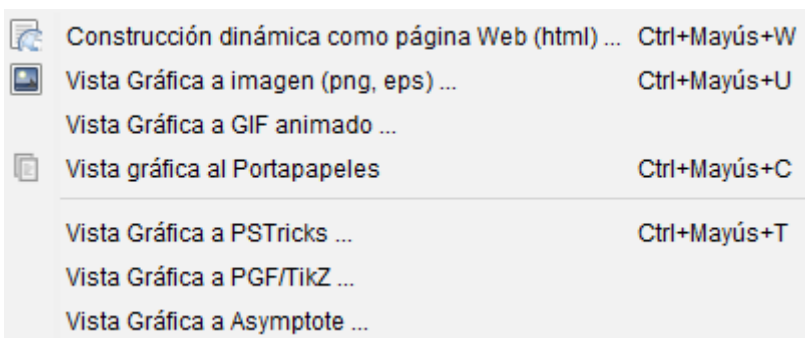 Construcción dinámica como página Web (html) ... Ctrl+Mayús+W
Vista Gráfica a imagen (png, eps) ... Ctrl+Mayús+U
Vista Gráfica a GIF animado ...
Vista gráfica al Portapapeles Ctrl+Mayús+C
Vista Gráfica a PSTricks ... Ctrl+Mayús+T
Vista Gráfica a PGF/TikZ ...
Vista Gráfica a Asymptote ...